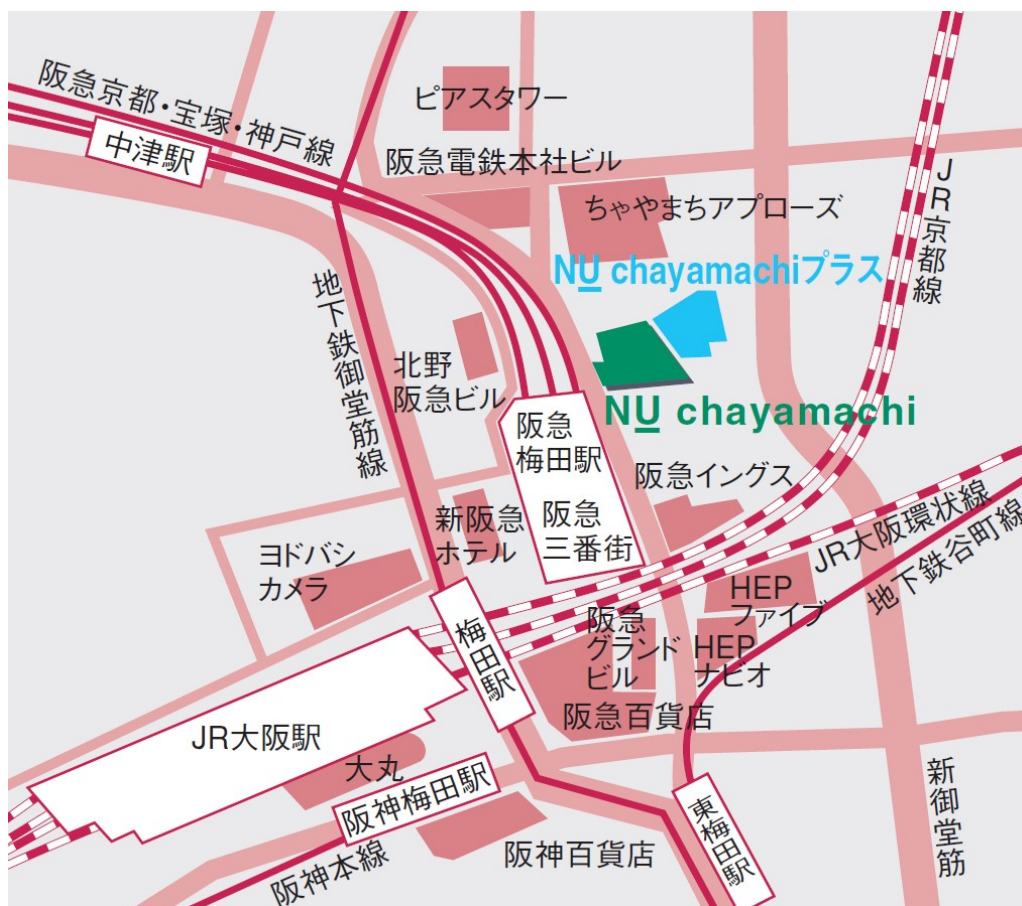 ピアスタワー
阪急京都・宝塚・神戸線
中津駅
阪急電鉄本社ビル
ちゃやまちアプローズ
JR京都線
NU chayamachiプラス
地下鉄御堂筋線
北野
阪急ビル
NU chayamachi
阪急
梅田駅
阪急イングス
阪急
三番街
新阪急
ホテル
JR大阪環状線
地下鉄谷町線
ヨドバシ
カメラ
HEP
ファイブ
梅田駅
阪急
グランド
ビル
HEP
ナビオ
阪急百貨店
JR大阪駅
大丸
阪神梅田駅
新御堂筋
東梅田駅
阪神百貨店
阪神本線